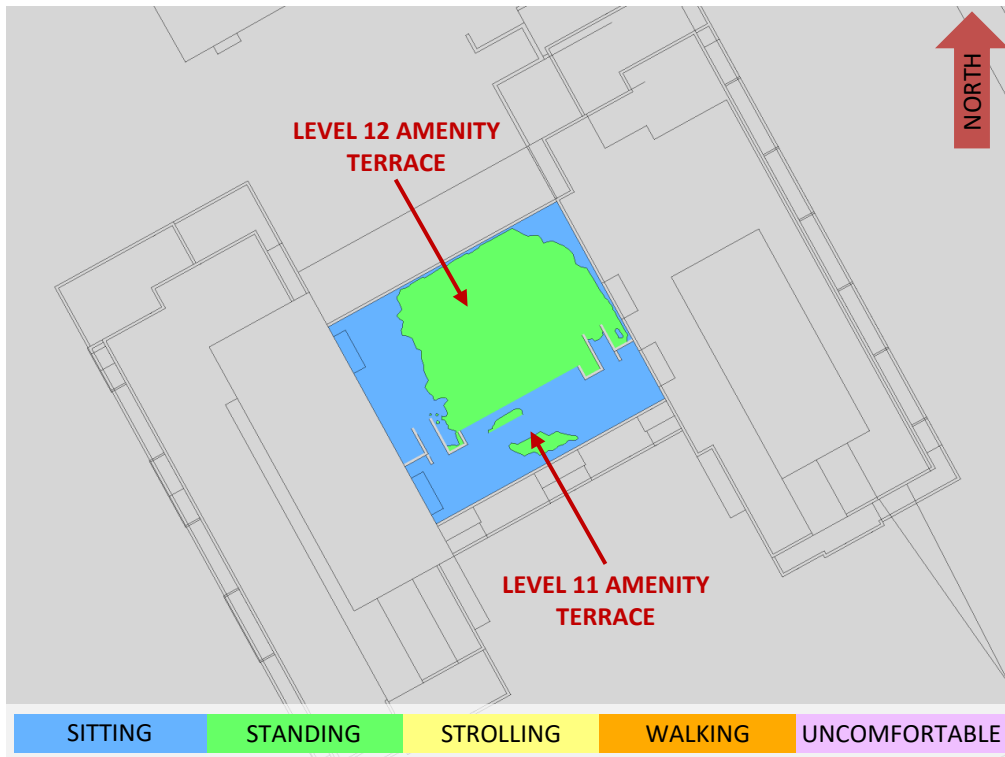 NORTH
LEVEL 12 AMENITY
TERRACE
LEVEL 11 AMENITY
TERRACE
SITTING
STANDING
STROLLING
WALKING
UNCOMFORTABLE